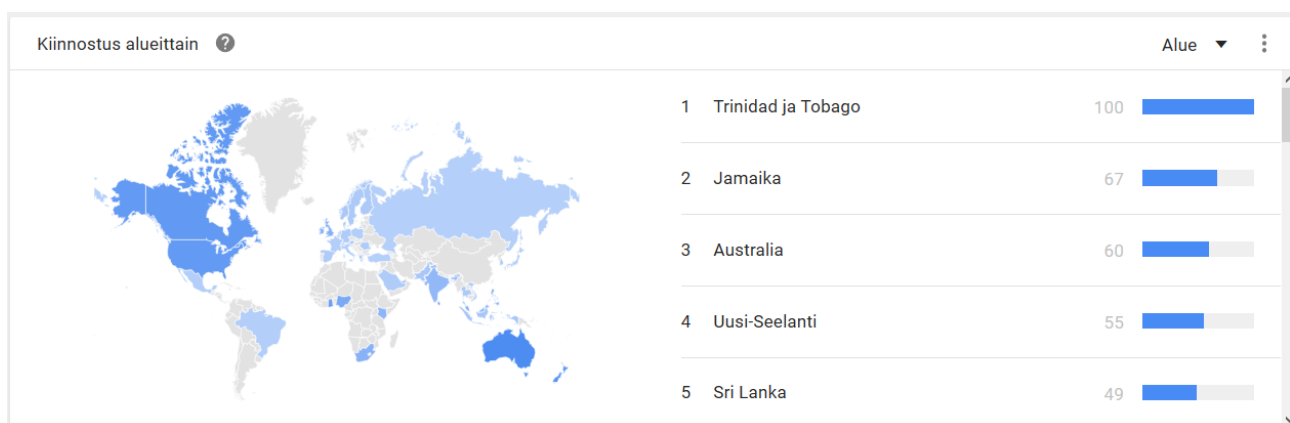 Kiinnostus alueittain ?
Alue
1 Trinidad ja Tobago 100
2 Jamaika 67
3 Australia 60
4 Uusi-Seelanti 55
5 Sri Lanka 49